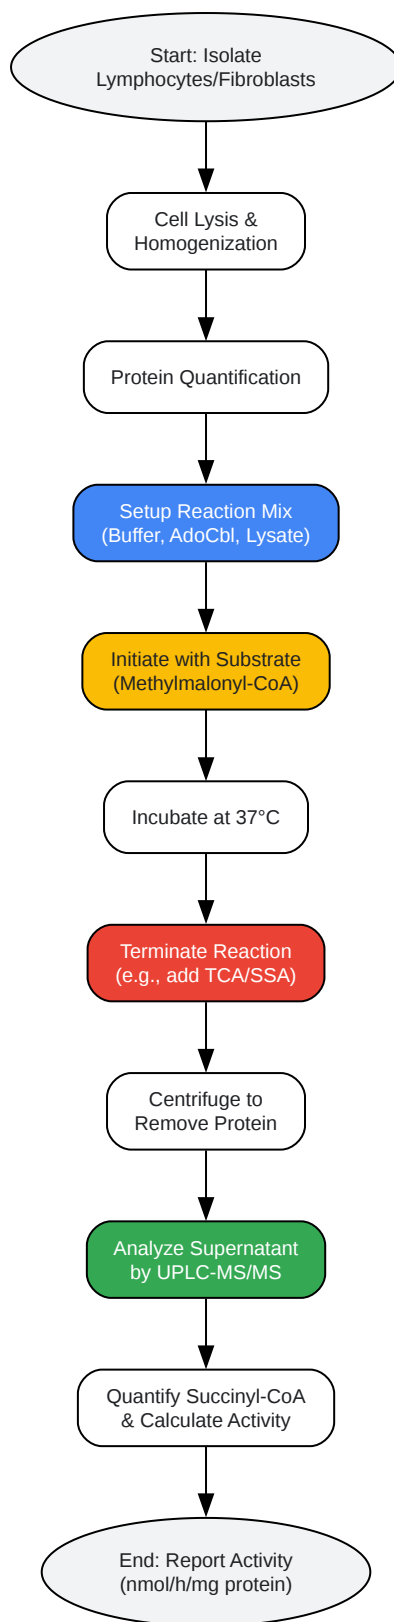 Start: Isolate
Lymphocytes/Fibroblasts
Cell Lysis &
Homogenization
Protein Quantification
Setup Reaction Mix
(Buffer, AdoCbl, Lysate)
Initiate with Substrate
(Methylmalonyl-CoA)
Incubate at 37°C
Terminate Reaction
(e.g., add TCA/SSA)
Centrifuge to
Remove Protein
Analyze Supernatant
by UPLC-MS/MS
Quantify Succinyl-CoA
& Calculate Activity
End: Report Activity
(nmol/h/mg protein)